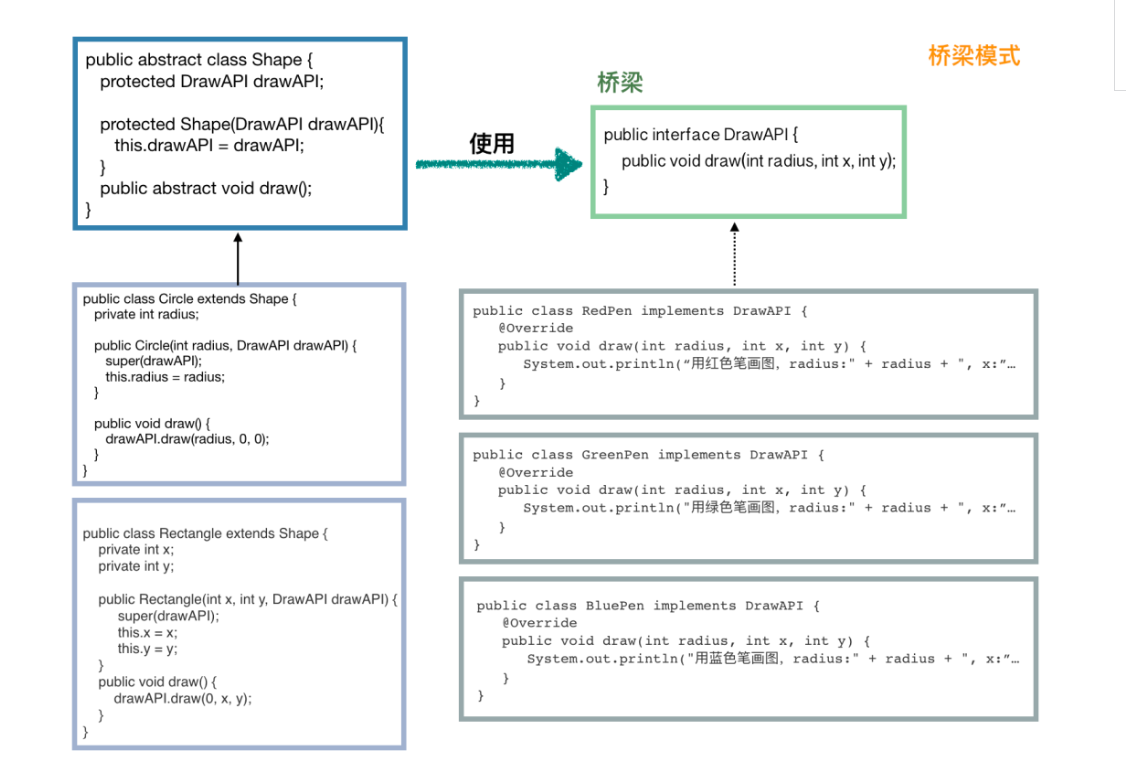 桥梁模式
public abstract class Shape {
protected DrawAPI drawAPI;
protected Shape(DrawAPI drawAPI){
this.drawAPI = drawAPI;
}
public abstract void draw();
}
使用
桥梁
public interface DrawAPI {
public void draw(int radius, int x, int y);
}
public class Circle extends Shape {
private int radius;
public Circle(int radius, DrawAPI drawAPI) {
super(drawAPI);
this.radius = radius;
}
public void draw() {
drawAPI.draw(radius, 0, 0);
}
}
public class Rectangle extends Shape {
private int x;
private int y;
public Rectangle(int x, int y, DrawAPI drawAPI) {
super(drawAPI);
this.x = x;
this.y = y;
}
public void draw() {
drawAPI.draw(0, x, y);
}
}
public class RedPen implements DrawAPI {
@Override
public void draw(int radius, int x, int y) {
System.out.println(“用红色笔画图，radius:" + radius + ", x:”…
}
}
public class GreenPen implements DrawAPI {
@Override
public void draw(int radius, int x, int y) {
System.out.println("用绿色笔画图，radius:" + radius + ", x:”…
}
}
public class BluePen implements DrawAPI {
@Override
public void draw(int radius, int x, int y) {
System.out.println("用蓝色笔画图，radius:" + radius + ", x:”…
}
}